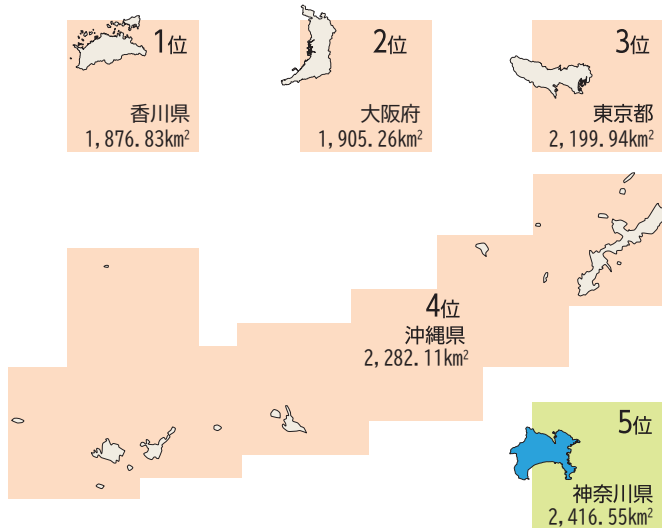 1位
香川県
1,876.83km²
2位
大阪府
1,905.26km²
3位
東京都
2,199.94km²
4位
沖縄県
2,282.11km²
5位
神奈川県
2,416.55km²